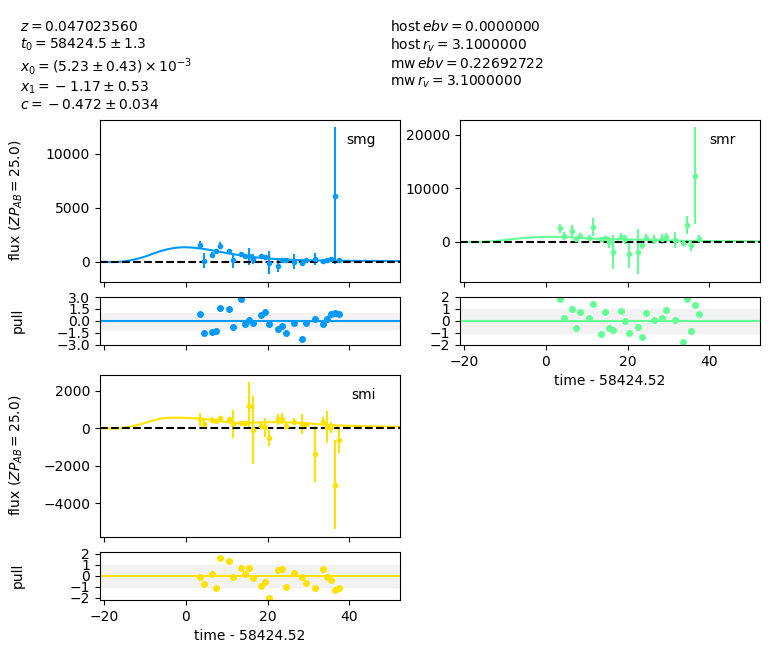 z = 0.047023560
t₀ = 58424.5 ± 1.3
x₀ = (5.23 ± 0.43) × 10⁻³
x₁ = −1.17 ± 0.53
c = −0.472 ± 0.034
host ebv = 0.0000000
host r_v = 3.1000000
mw ebv = 0.22692722
mw r_v = 3.1000000
smg
flux (ZP_AB = 25.0)
10000
5000
0
pull
3.0
1.5
0.0
−1.5
−3.0
smr
20000
10000
0
2
1
0
−1
−2
−20
0
20
40
time - 58424.52
smi
flux (ZP_AB = 25.0)
2000
0
−2000
−4000
pull
2
1
0
−1
−2
−20
0
20
40
time - 58424.52